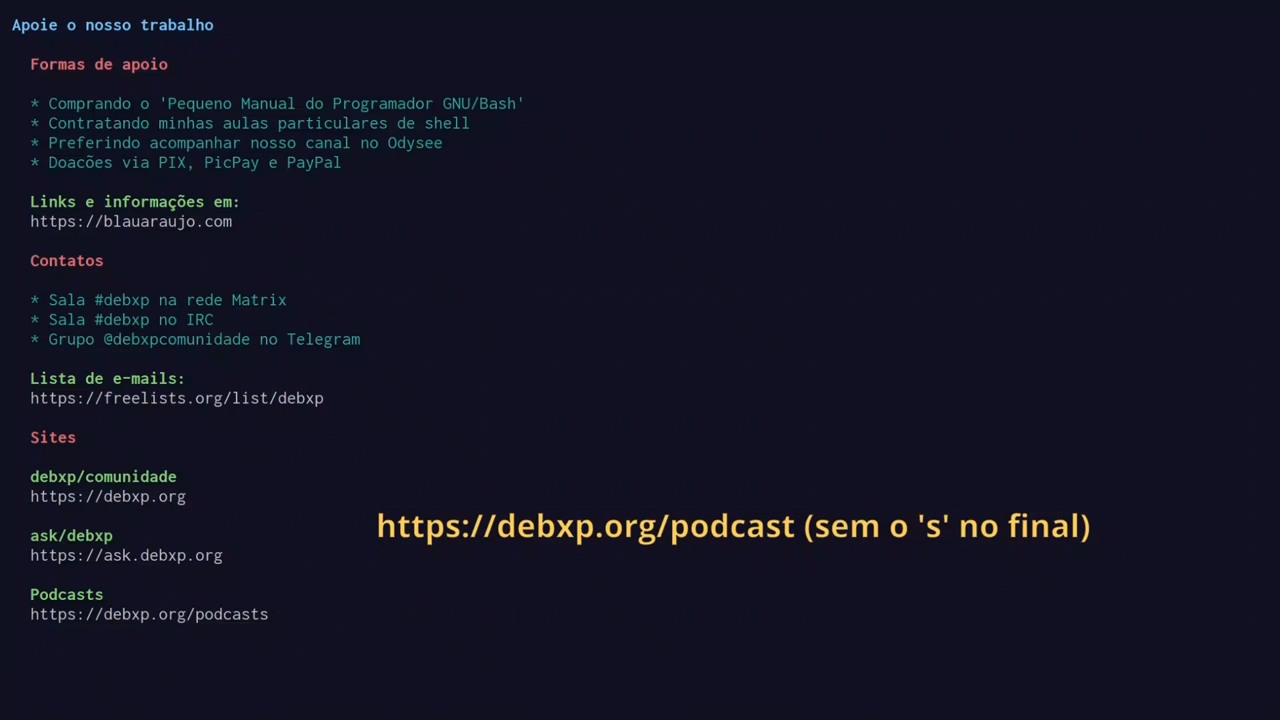 Apoie o nosso trabalho
Formas de apoio
* Comprando o 'Pequeno Manual do Programador GNU/Bash'
* Contratando minhas aulas particulares de shell
* Preferindo acompanhar nosso canal no Odysee
* Doacões via PIX, PicPay e PayPal
Links e informações em:
https://blauaraujo.com
Contatos
* Sala #debxp na rede Matrix
* Sala #debxp no IRC
* Grupo @debxpcomunidade no Telegram
Lista de e-mails:
https://freelists.org/list/debxp
Sites
debxp/comunidade
https://debxp.org
https://debxp.org/podcast (sem o 's' no final)
ask/debxp
https://ask.debxp.org
Podcasts
https://debxp.org/podcasts